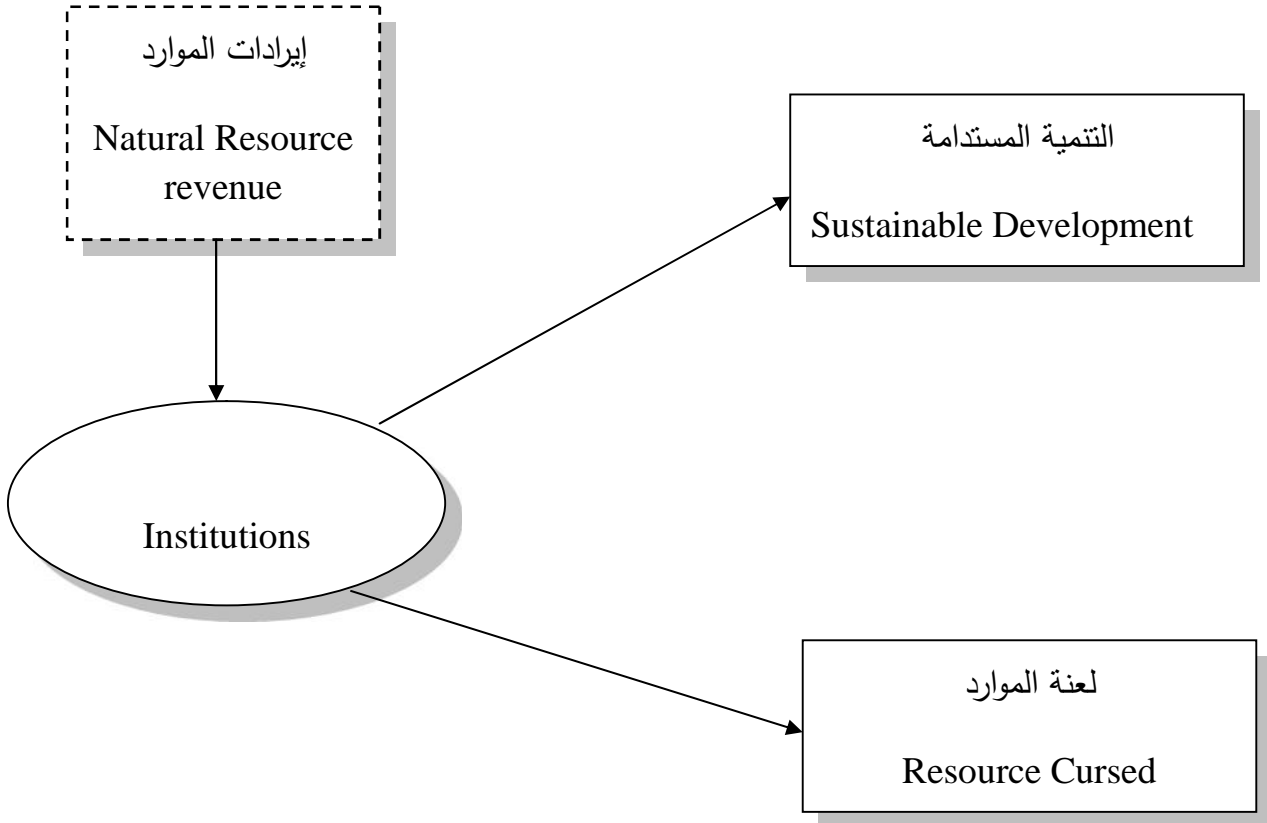 إيرادات الموارد
Natural Resource
revenue
التنمية المستدامة
Sustainable Development
Institutions
لعنة الموارد
Resource Cursed